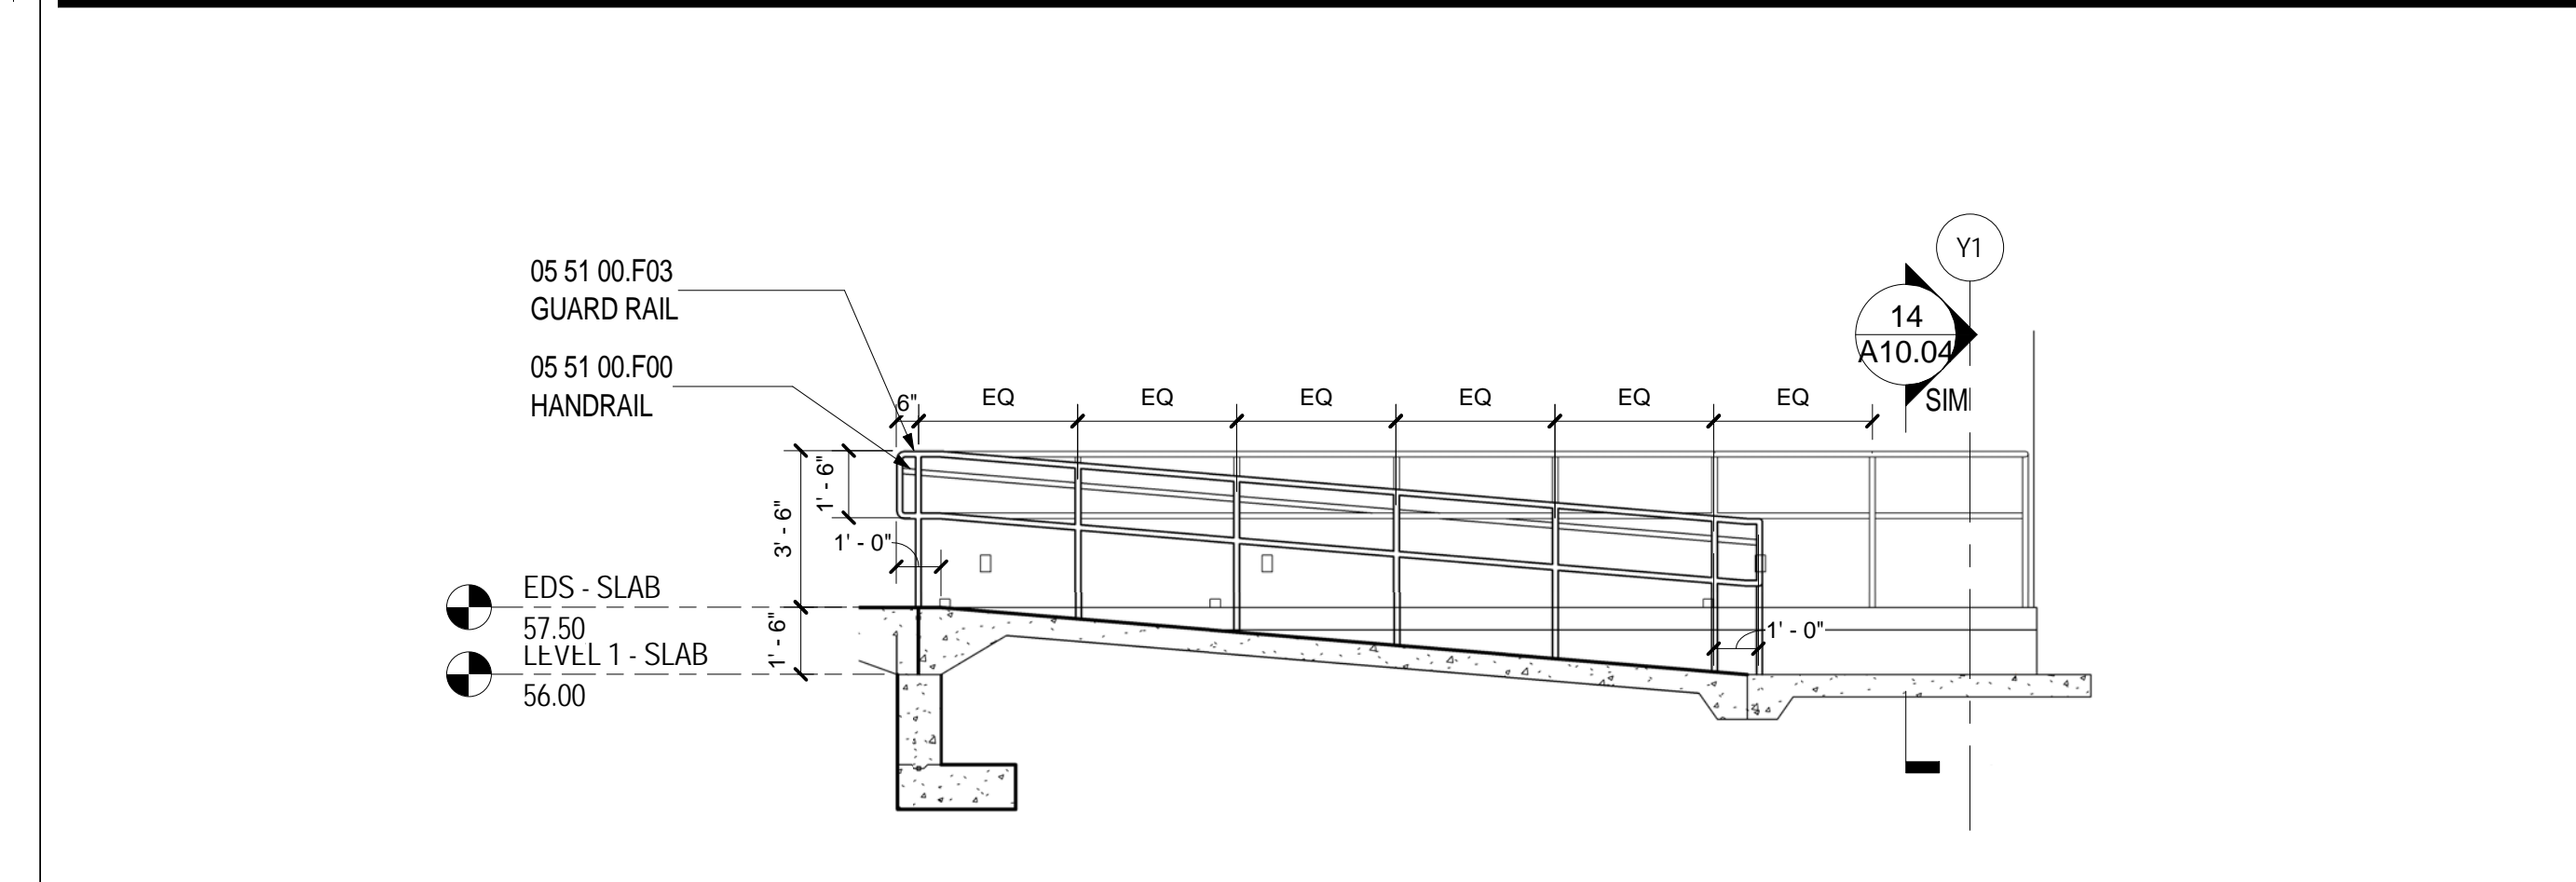 Y1
05 51 00.F03
GUARD RAIL
14
A10.04
SIM
05 51 00.F00
HANDRAIL
6"
EQ
EQ
EQ
EQ
EQ
EQ
1' - 6"
3' - 6"
1' - 0"
EDS - SLAB
57.50
1' - 6"
1' - 0"
LEVEL 1 - SLAB
56.00